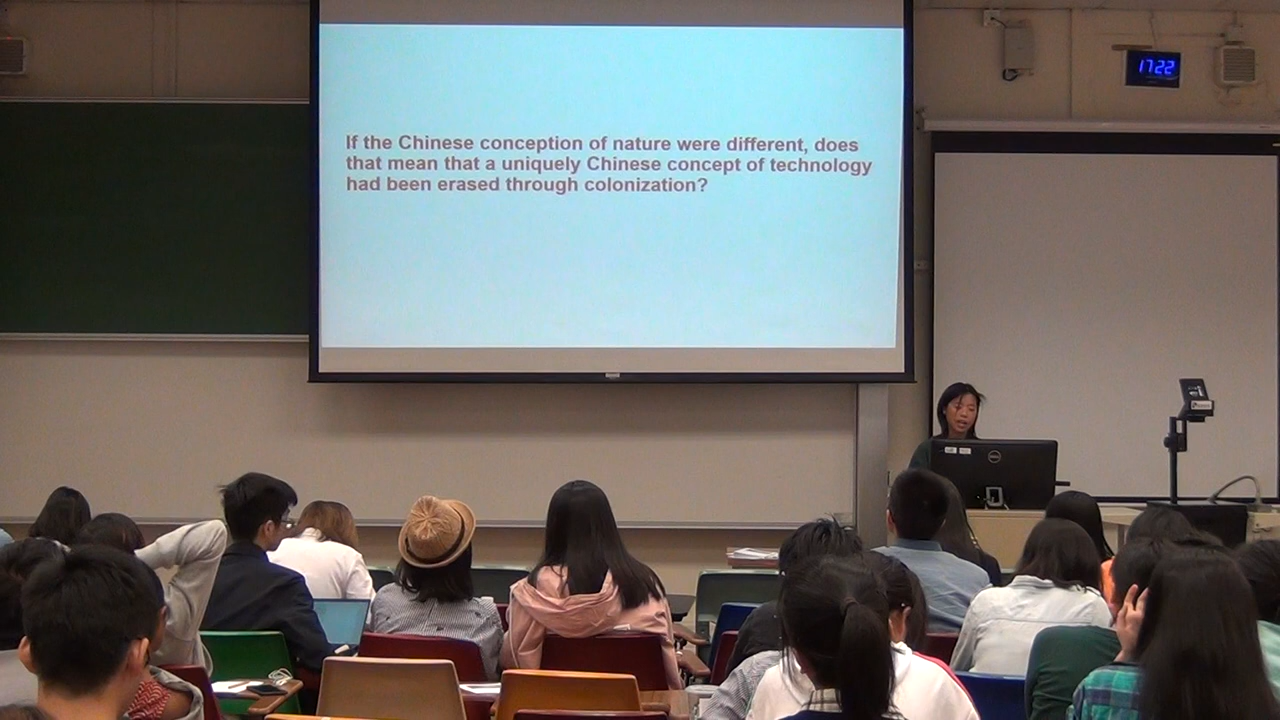 If the Chinese conception of nature were different, does
that mean that a uniquely Chinese concept of technology
had been erased through colonization?
17:22
DELL